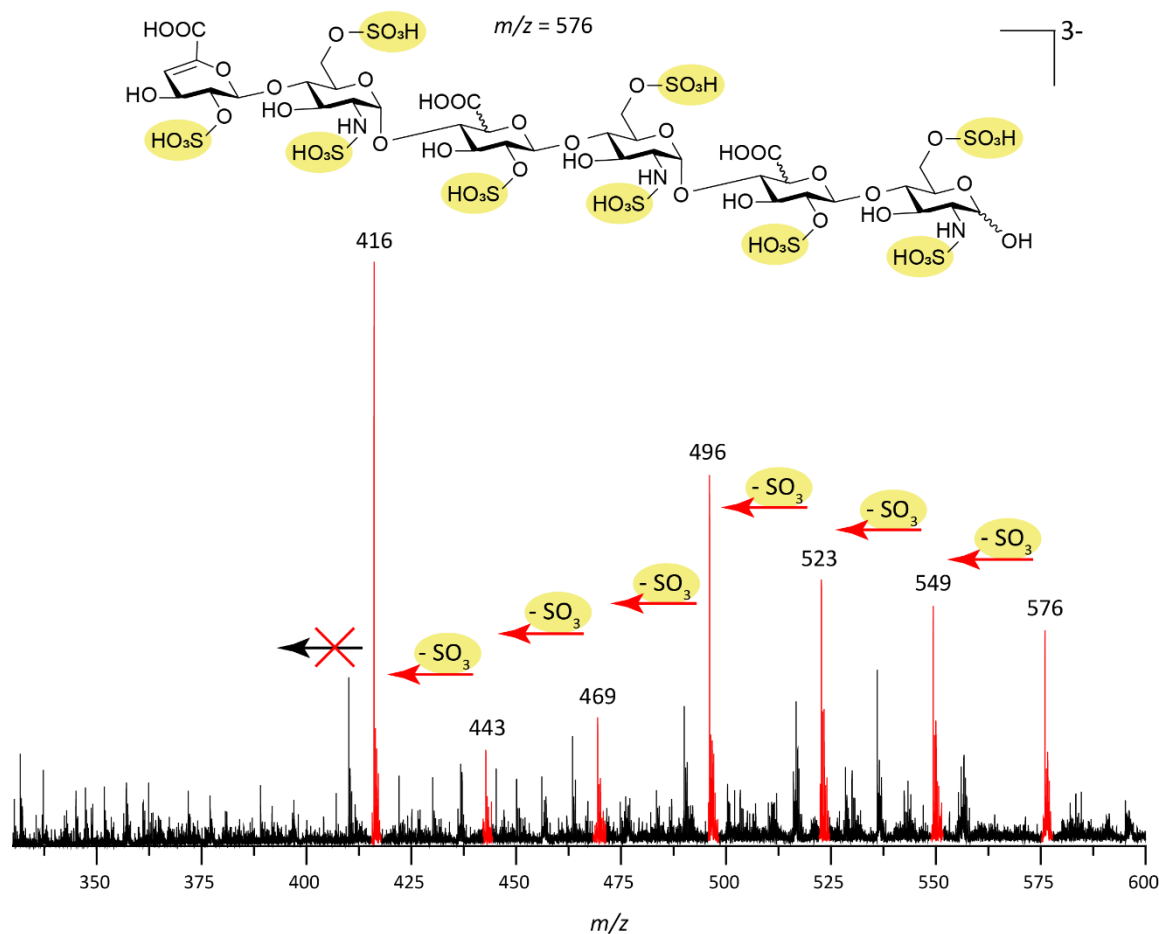 m/z = 576
3-
HOOC
O
SO₃H
O
O
O
HO
O
HO
O
HO₃S
HN
HO₃S
O
HOOC
O
HO
O
HO₃S
O
SO₃H
O
O
HO
HN
HO₃S
O
HOOC
O
HO
O
HO₃S
O
SO₃H
O
O
HO
HN
HO₃S
OH
416
496
- SO₃
- SO₃
- SO₃
523
549
576
- SO₃
- SO₃
- SO₃
469
443
350
375
400
425
450
475
500
525
550
575
600
m/z